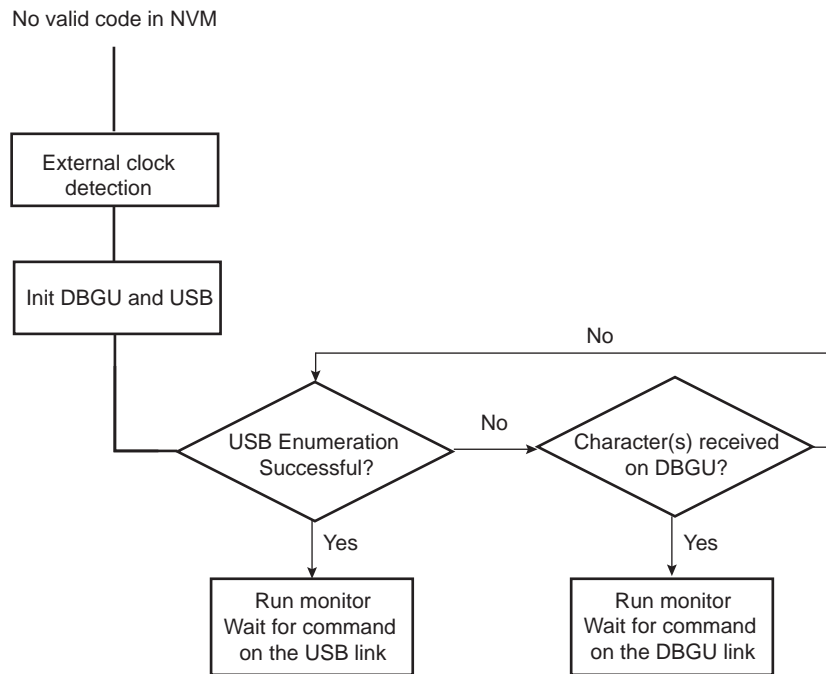 No valid code in NVM
External clock
detection
Init DBGU and USB
No
USB Enumeration
Successful?
No
Character(s) received
on DBGU?
Yes
Yes
Run monitor
Wait for command
on the USB link
Run monitor
Wait for command
on the DBGU link